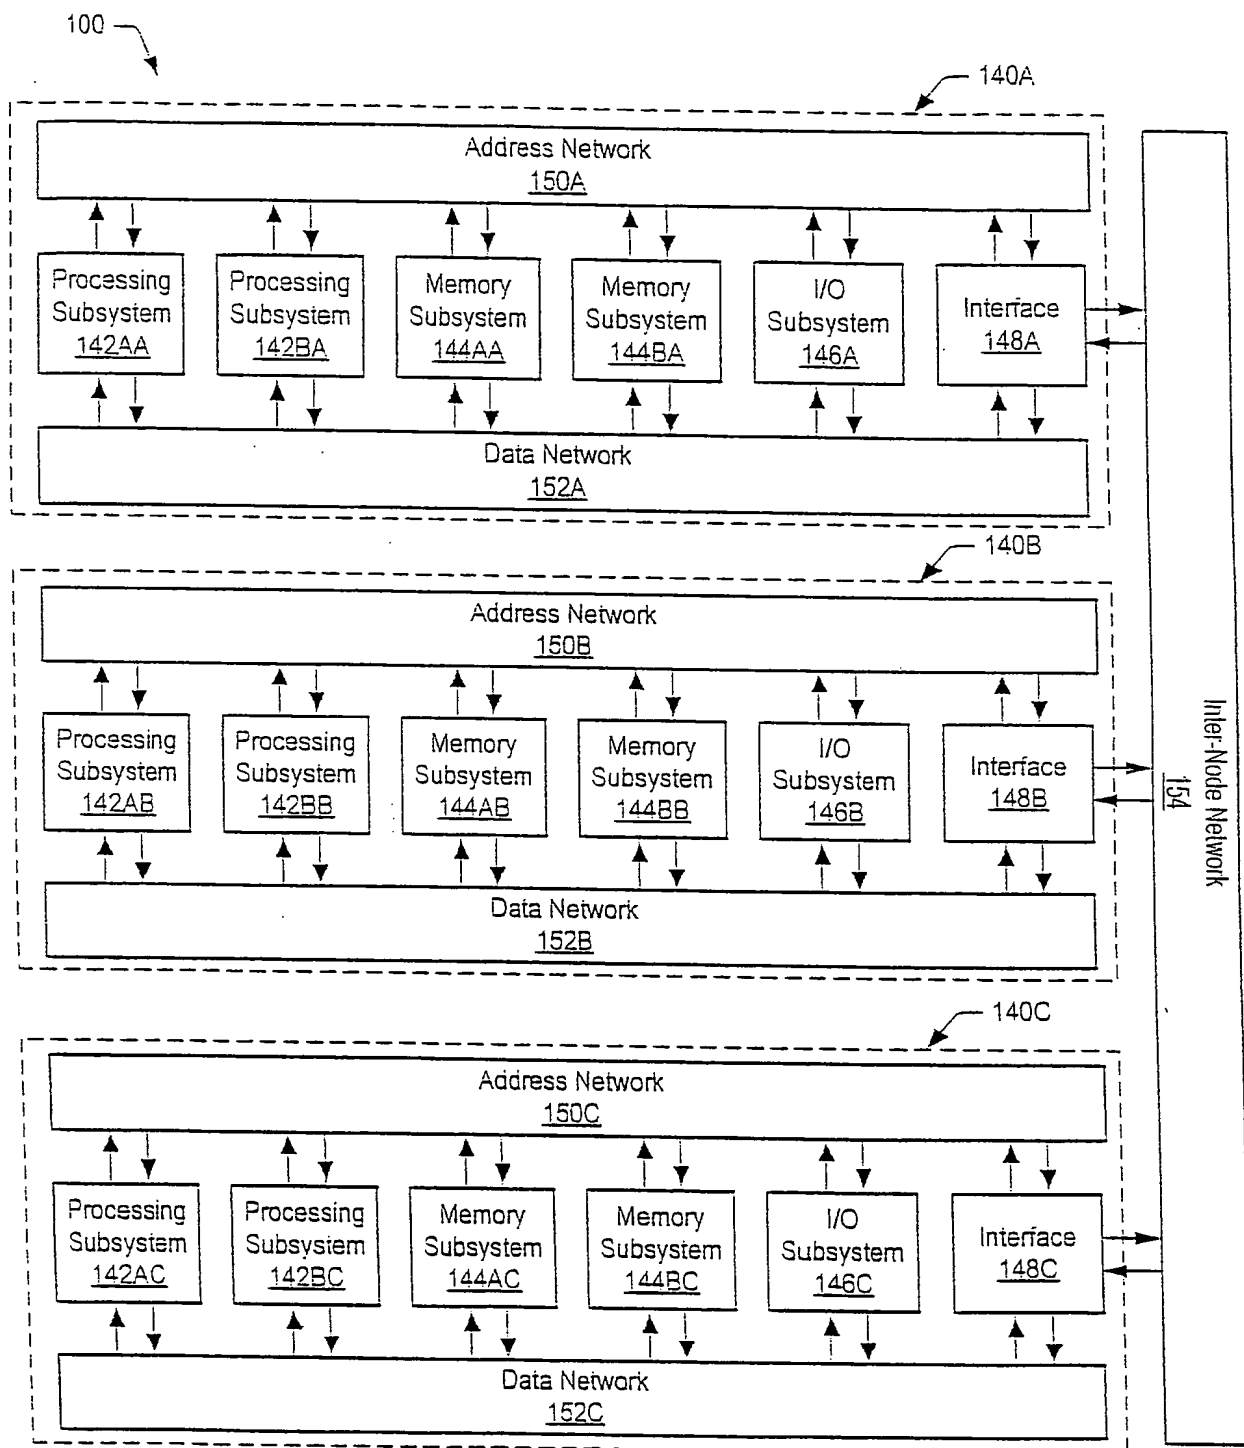 100
140A
Address Network
150A
Processing
Subsystem
142AA
Processing
Subsystem
142BA
Memory
Subsystem
144AA
Memory
Subsystem
144BA
I/O
Subsystem
146A
Interface
148A
Data Network
152A
140B
Address Network
150B
Processing
Subsystem
142AB
Processing
Subsystem
142BB
Memory
Subsystem
144AB
Memory
Subsystem
144BB
I/O
Subsystem
146B
Interface
148B
Data Network
152B
140C
Address Network
150C
Processing
Subsystem
142AC
Processing
Subsystem
142BC
Memory
Subsystem
144AC
Memory
Subsystem
144BC
I/O
Subsystem
146C
Interface
148C
Data Network
152C
Inter-Node Network
154